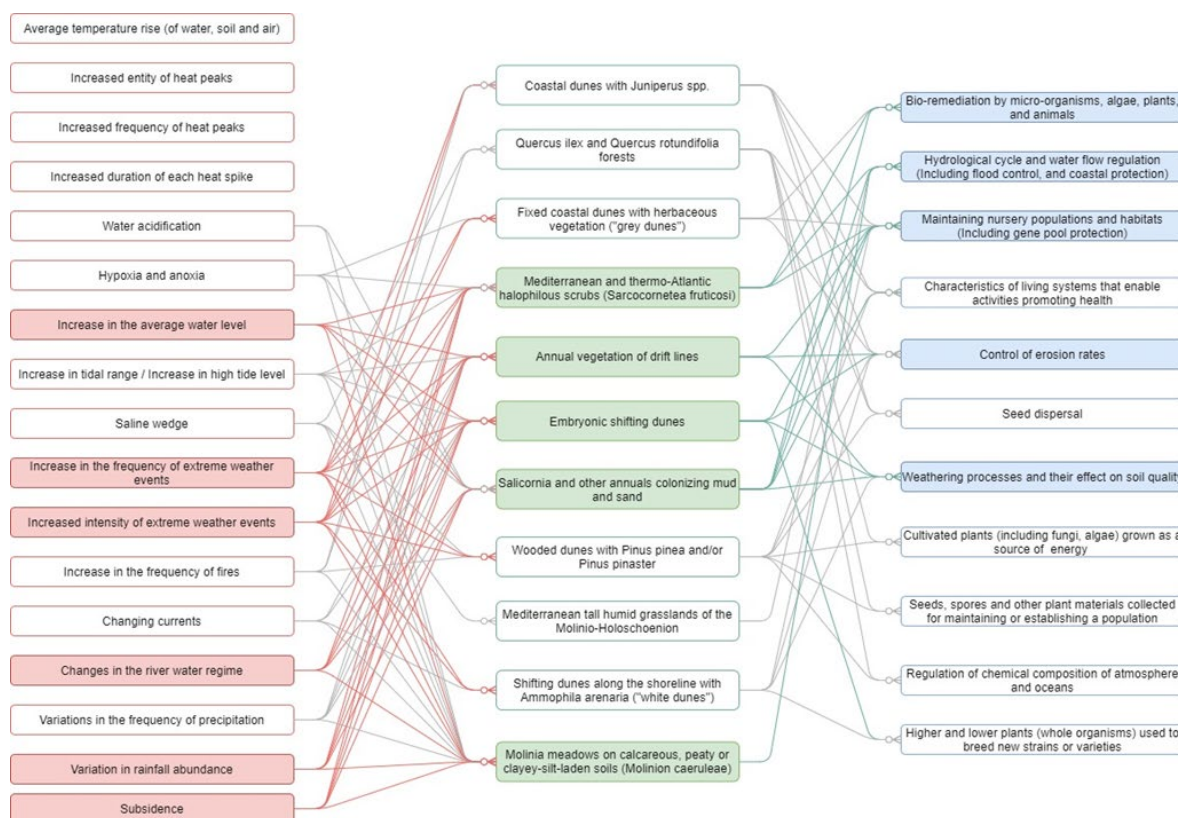 Average temperature rise (of water, soil and air)
Increased entity of heat peaks
Increased frequency of heat peaks
Increased duration of each heat spike
Water acidification
Hypoxia and anoxia
Increase in the average water level
Increase in tidal range / Increase in high tide level
Saline wedge
Increase in the frequency of extreme weather
events
Increased intensity of extreme weather events
Increase in the frequency of fires
Changing currents
Changes in the river water regime
Variations in the frequency of precipitation
Variation in rainfall abundance
Subsidence
Coastal dunes with Juniperus spp.
Quercus ilex and Quercus rotundifolia
forests
Fixed coastal dunes with herbaceous
vegetation ("grey dunes")
Mediterranean and thermo-Atlantic
halophilous scrubs (Sarcocornetea fruticosi)
Annual vegetation of drift lines
Embryonic shifting dunes
Salicornia and other annuals colonizing mud
and sand
Wooded dunes with Pinus pinea and/or
Pinus pinaster
Mediterranean tall humid grasslands of the
Molinio-Holoschoenion
Shifting dunes along the shoreline with
Ammophila arenaria ("white dunes")
Molinia meadows on calcareous, peaty or
clayey-silt-laden soils (Molinion caeruleae)
Bio-remediation by micro-organisms, algae, plants,
and animals
Hydrological cycle and water flow regulation
(Including flood control, and coastal protection)
Maintaining nursery populations and habitats
(Including gene pool protection)
Characteristics of living systems that enable
activities promoting health
Control of erosion rates
Seed dispersal
Weathering processes and their effect on soil quality
Cultivated plants (including fungi, algae) grown as a
source of energy
Seeds, spores and other plant materials collected
for maintaining or establishing a population
Regulation of chemical composition of atmosphere
and oceans
Higher and lower plants (whole organisms) used to
breed new strains or varieties